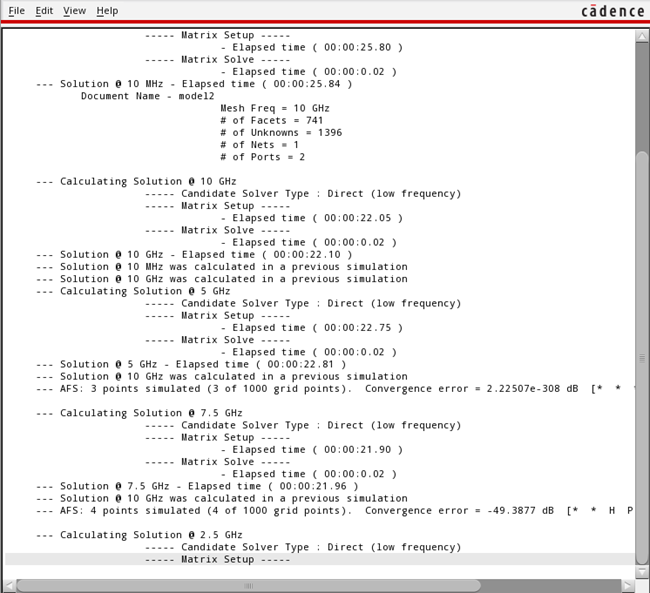 File Edit View Help
cādence
----- Matrix Setup -----
- Elapsed time ( 00:00:25.80 )
----- Matrix Solve -----
- Elapsed time ( 00:00:0.02 )
--- Solution @ 10 MHz - Elapsed time ( 00:00:25.84 )
Document Name - model2
Mesh Freq = 10 GHz
# of Facets = 741
# of Unknowns = 1396
# of Nets = 1
# of Ports = 2
--- Calculating Solution @ 10 GHz
----- Candidate Solver Type : Direct (low frequency)
----- Matrix Setup -----
- Elapsed time ( 00:00:22.05 )
----- Matrix Solve -----
- Elapsed time ( 00:00:0.02 )
--- Solution @ 10 GHz - Elapsed time ( 00:00:22.10 )
--- Solution @ 10 MHz was calculated in a previous simulation
--- Solution @ 10 GHz was calculated in a previous simulation
--- Calculating Solution @ 5 GHz
----- Candidate Solver Type : Direct (low frequency)
----- Matrix Setup -----
- Elapsed time ( 00:00:22.75 )
----- Matrix Solve -----
- Elapsed time ( 00:00:0.02 )
--- Solution @ 5 GHz - Elapsed time ( 00:00:22.81 )
--- Solution @ 10 GHz was calculated in a previous simulation
--- AFS: 3 points simulated (3 of 1000 grid points). Convergence error = 2.22507e-308 dB [* *
--- Calculating Solution @ 7.5 GHz
----- Candidate Solver Type : Direct (low frequency)
----- Matrix Setup -----
- Elapsed time ( 00:00:21.90 )
----- Matrix Solve -----
- Elapsed time ( 00:00:0.02 )
--- Solution @ 7.5 GHz - Elapsed time ( 00:00:21.96 )
--- Solution @ 10 GHz was calculated in a previous simulation
--- AFS: 4 points simulated (4 of 1000 grid points). Convergence error = -49.3877 dB [* * H P
--- Calculating Solution @ 2.5 GHz
----- Candidate Solver Type : Direct (low frequency)
----- Matrix Setup -----